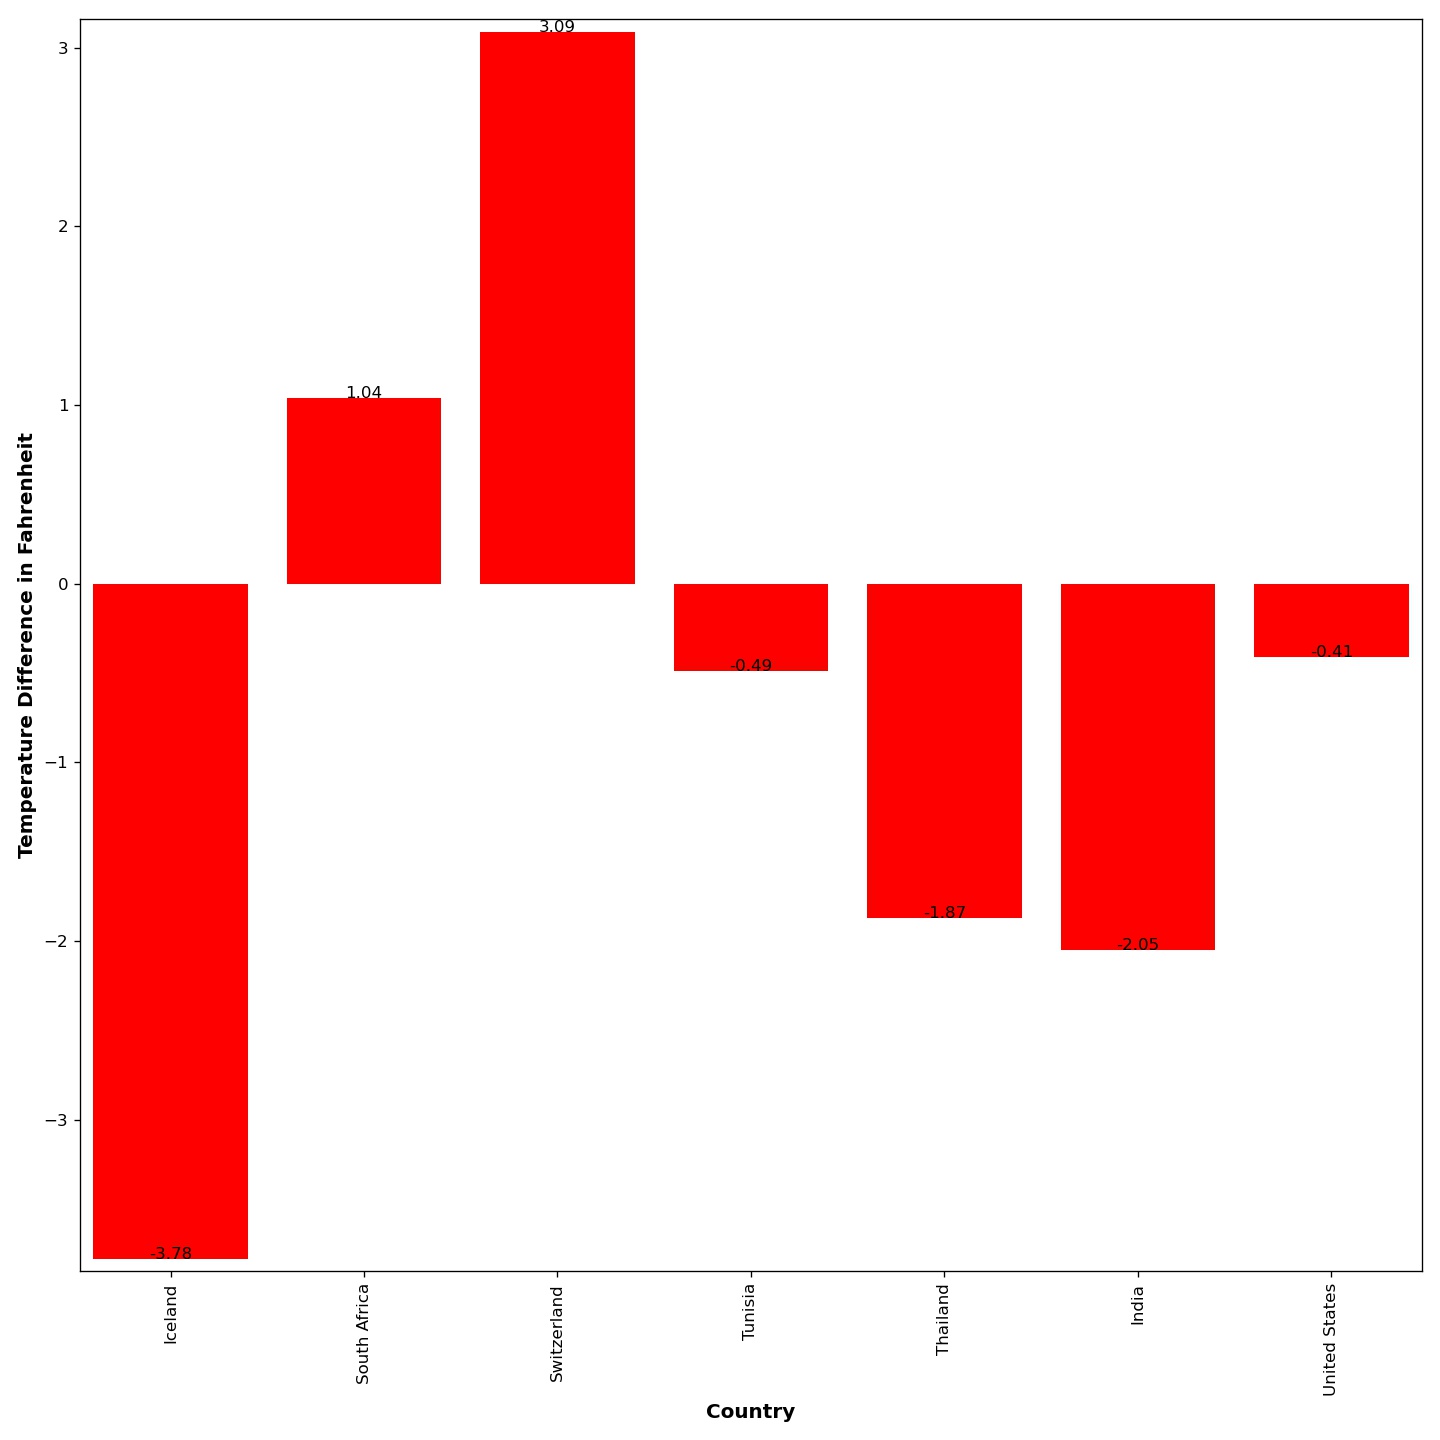 3.09
3
2
1.04
1
0
-0.41
-0.49
−1
-1.87
−2
-2.05
−3
-3.78
Temperature Difference in Fahrenheit
Iceland
South Africa
Switzerland
Tunisia
Thailand
India
United States
Country